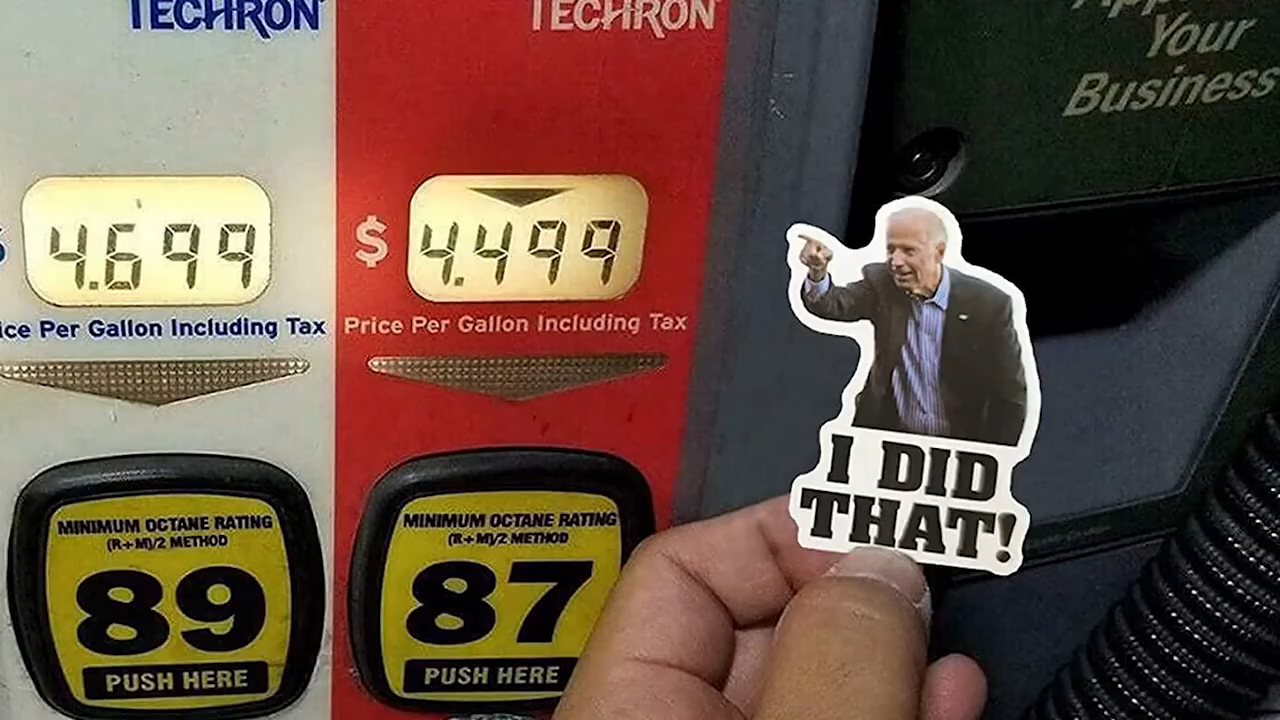 TECHRON
TECHRON
Your
Business
4.699
$
4.499
Price Per Gallon Including Tax
I DID
THAT!
MINIMUM OCTANE RATING
(R+M)/2 METHOD
89
PUSH HERE
MINIMUM OCTANE RATING
(R+M)/2 METHOD
87
PUSH HERE
Per Gallon Including Tax